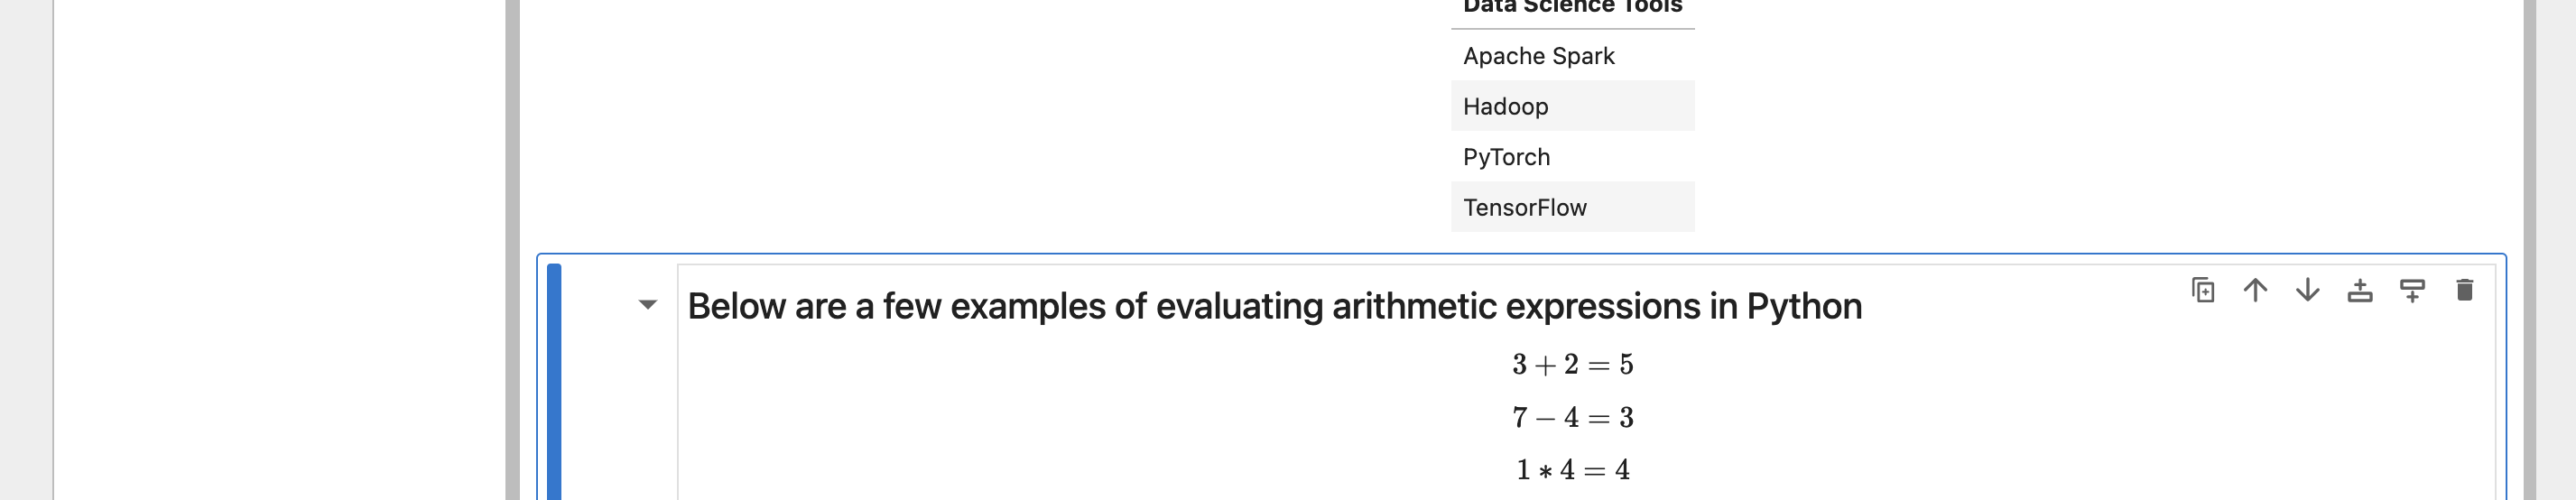 Data Science Tools
Apache Spark
Hadoop
PyTorch
TensorFlow
Below are a few examples of evaluating arithmetic expressions in Python
3 + 2 = 5
7 − 4 = 3
1 ∗ 4 = 4